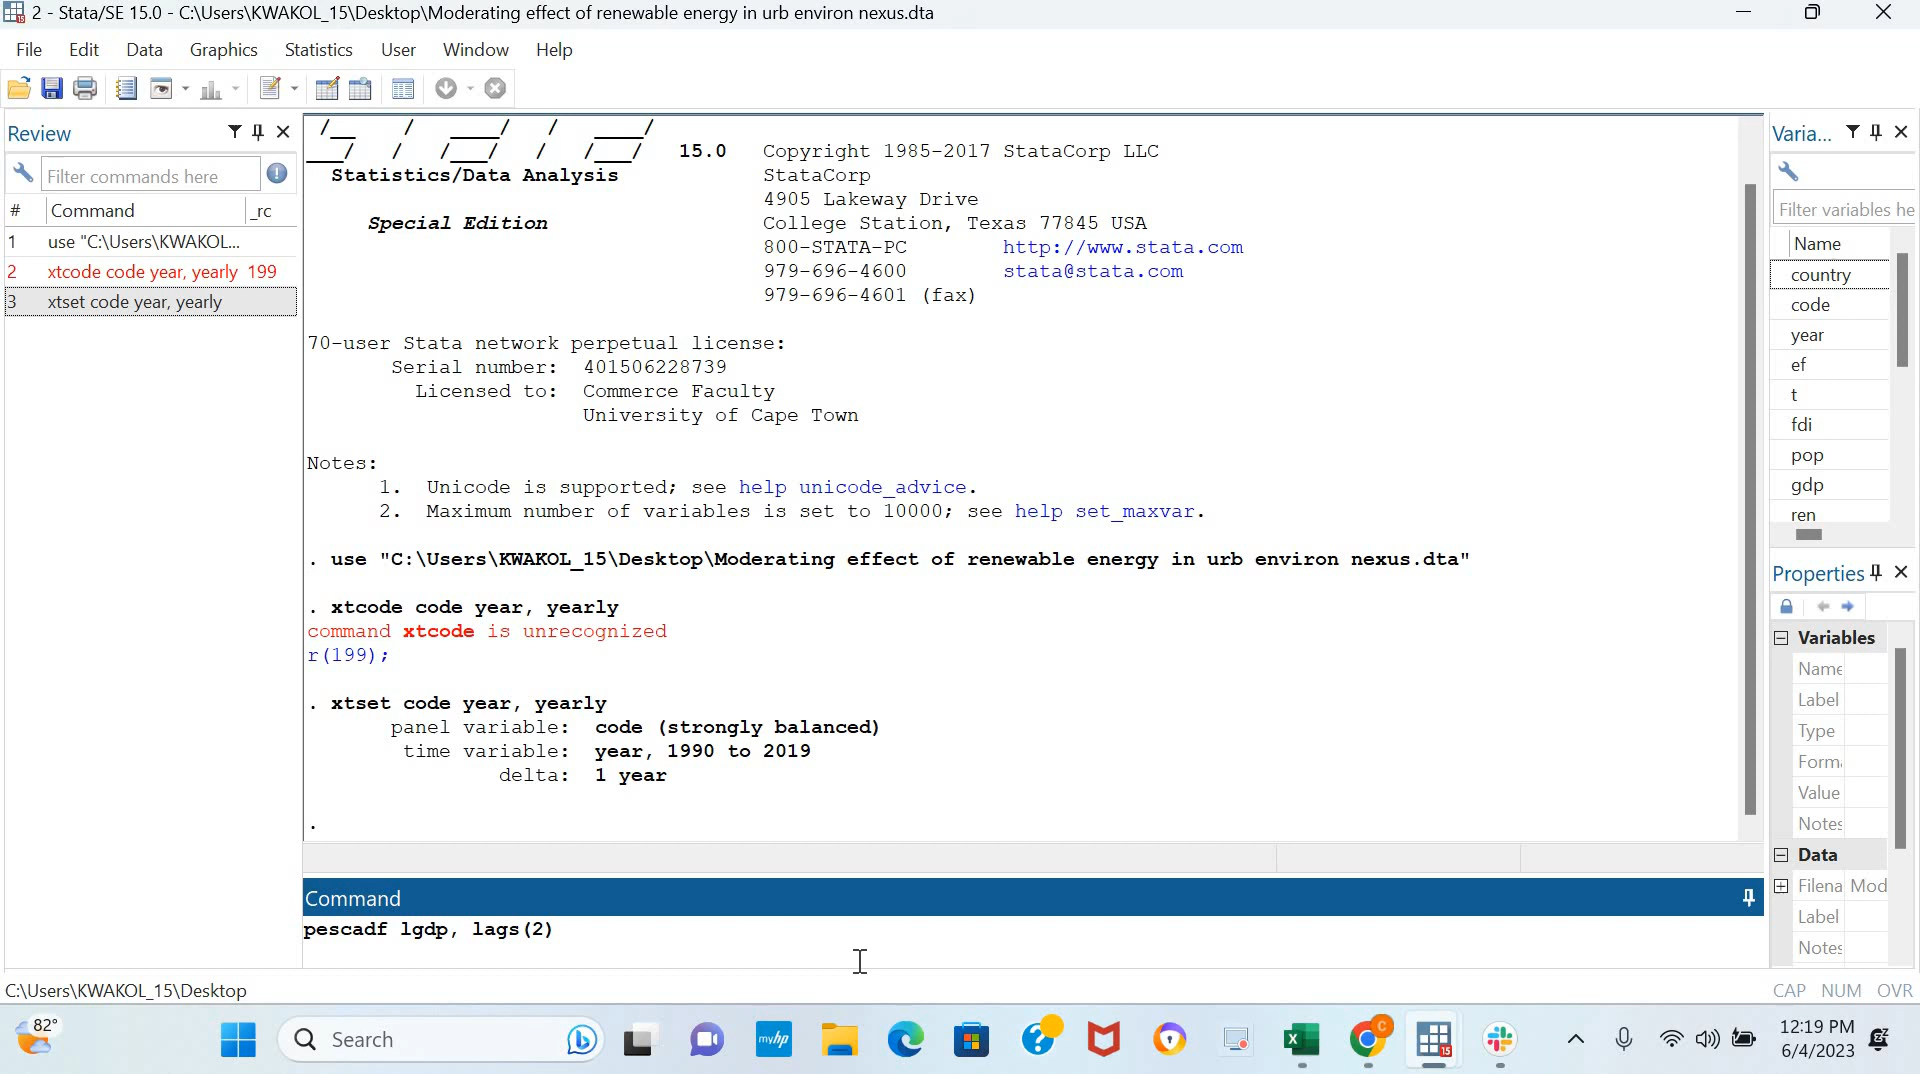 2 - Stata/SE 15.0 - C:\Users\KWAKOL_15\Desktop\Moderating effect of renewable energy in urb environ nexus.dta
File Edit Data Graphics Statistics User Window Help
Review
Filter commands here
# Command _rc
1 use "C:\Users\KWAKOL...
2 xtcode code year, yearly 199
3 xtset code year, yearly
15.0 Copyright 1985-2017 StataCorp LLC
Statistics/Data Analysis StataCorp
4905 Lakeway Drive
Special Edition College Station, Texas 77845 USA
800-STATA-PC http://www.stata.com
979-696-4600 stata@stata.com
979-696-4601 (fax)
70-user Stata network perpetual license:
Serial number: 401506228739
Licensed to: Commerce Faculty
University of Cape Town
Notes:
1. Unicode is supported; see help unicode_advice.
2. Maximum number of variables is set to 10000; see help set_maxvar.
. use "C:\Users\KWAKOL_15\Desktop\Moderating effect of renewable energy in urb environ nexus.dta"
. xtcode code year, yearly
command xtcode is unrecognized
r(199);
. xtset code year, yearly
panel variable: code (strongly balanced)
time variable: year, 1990 to 2019
delta: 1 year
.
Command
pescadf lgdp, lags(2)
Varia...
Filter variables he
Name
country
code
year
ef
t
fdi
pop
gdp
ren
Properties
Variables
Name
Label
Type
Form
Value
Notes
Data
Filena Mod
Label
Notes
C:\Users\KWAKOL_15\Desktop CAP NUM OVR
82°
Search
myhp
15
12:19 PM
6/4/2023